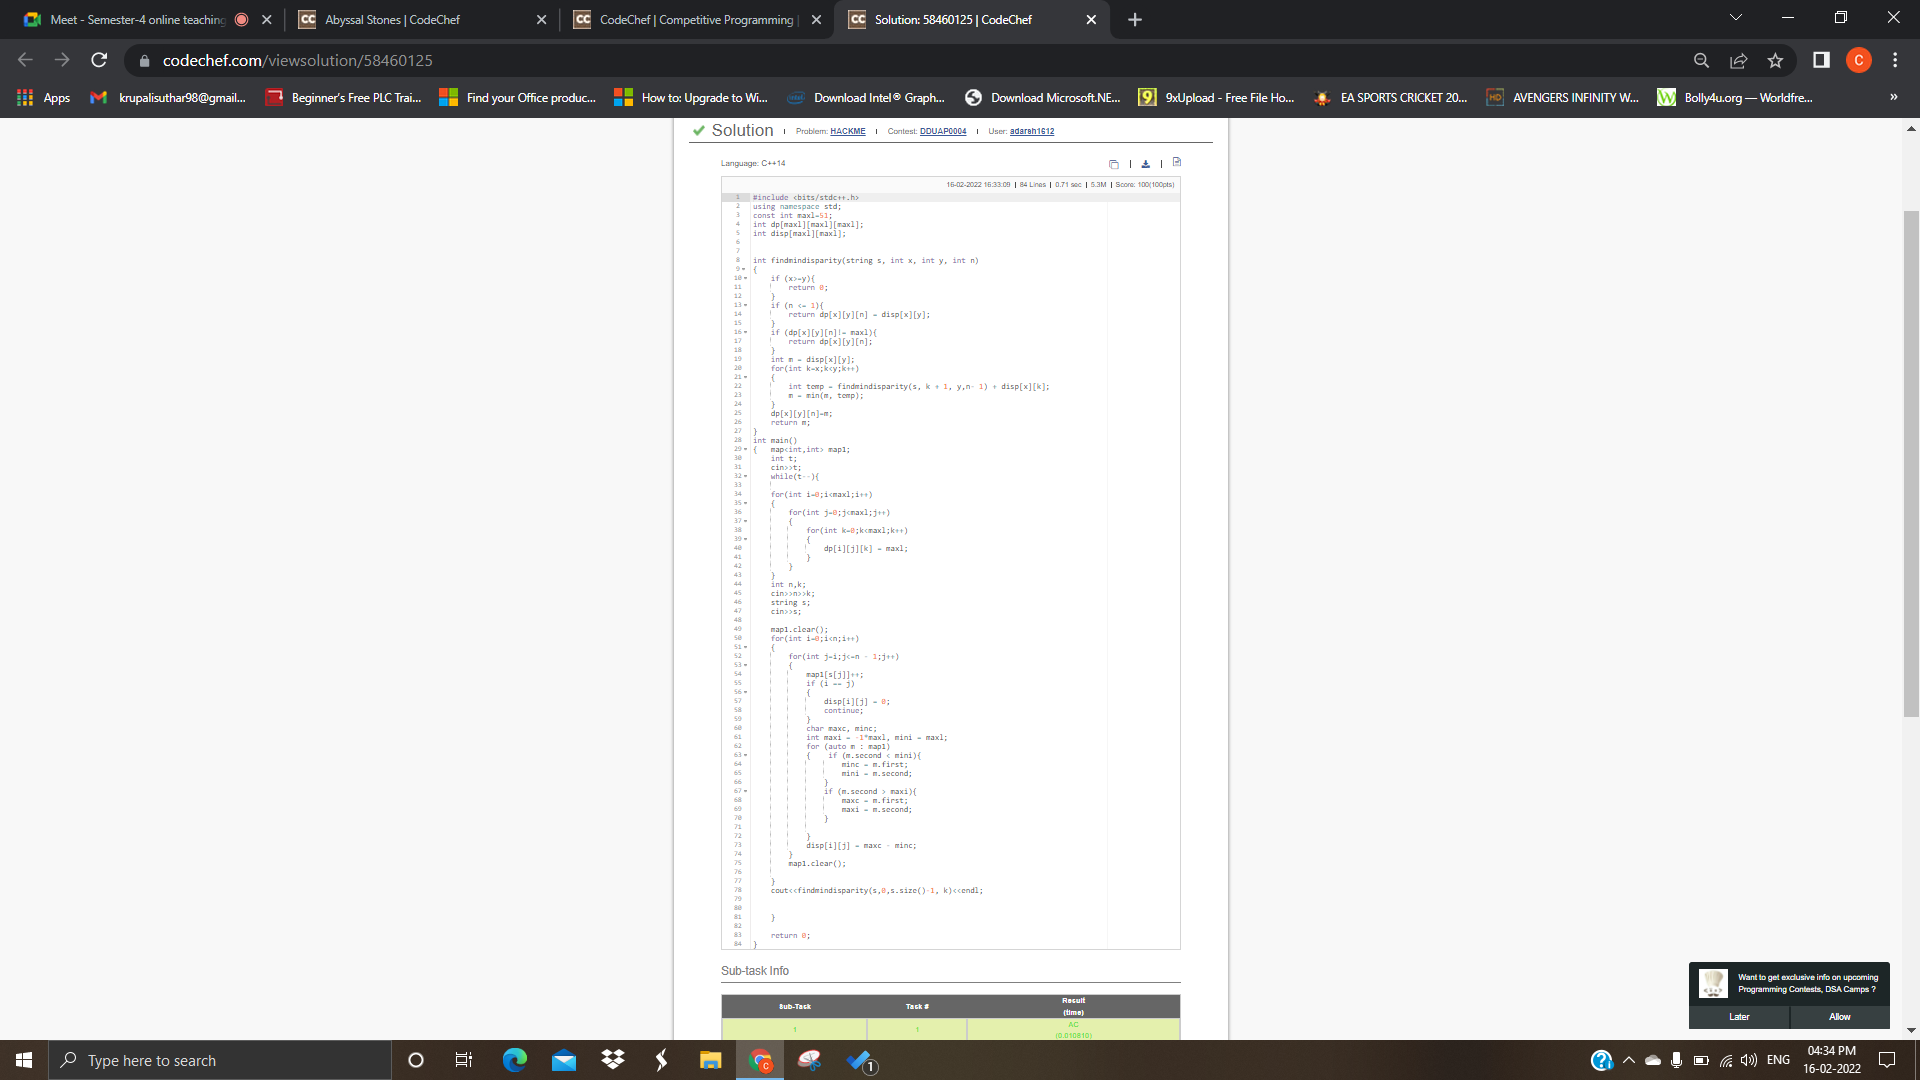 Meet - Semester-4 online teaching
Abyssal Stones | CodeChef
CodeChef | Competitive Programming |
Solution: 58460125 | CodeChef
codechef.com/viewsolution/58460125
C
Apps
krupalisuthar98@gmail...
Beginner's Free PLC Trai...
Find your Office produc...
How to: Upgrade to Wi...
Download Intel® Graph...
Download Microsoft.NE...
9xUpload - Free File Ho...
EA SPORTS CRICKET 20...
AVENGERS INFINITY W...
Bolly4u.org — Worldfre...
»
Solution | Problem: HACKME | Contest: DDUAP0004 | User: adarsh1612
Language: C++14
16-02-2022 16:33:09 | 84 Lines | 0.71 sec | 5.3M | Score: 100(100pts)
1 #include <bits/stdc++.h>
2 using namespace std;
3 const int maxl=51;
4 int dp[maxl][maxl][maxl];
5 int disp[maxl][maxl];
6
7
8 int findmindisparity(string s, int x, int y, int n)
9 {
10 if (x>=y){
11 return 0;
12 }
13 if (n <= 1){
14 return dp[x][y][n] = disp[x][y];
15 }
16 if (dp[x][y][n]!= maxl){
17 return dp[x][y][n];
18 }
19 int m = disp[x][y];
20 for(int k=x;k<y;k++)
21 {
22 int temp = findmindisparity(s, k + 1, y,n- 1) + disp[x][k];
23 m = min(m, temp);
24 }
25 dp[x][y][n]=m;
26 return m;
27 }
28 int main()
29 { map<int,int> map1;
30 int t;
31 cin>>t;
32 while(t--){
33
34 for(int i=0;i<maxl;i++)
35 {
36 for(int j=0;j<maxl;j++)
37 {
38 for(int k=0;k<maxl;k++)
39 {
40 dp[i][j][k] = maxl;
41 }
42 }
43 }
44 int n,k;
45 cin>>n>>k;
46 string s;
47 cin>>s;
48
49 map1.clear();
50 for(int i=0;i<n;i++)
51 {
52 for(int j=i;j<=n - 1;j++)
53 {
54 map1[s[j]]++;
55 if (i == j)
56 {
57 disp[i][j] = 0;
58 continue;
59 }
60 char maxc, minc;
61 int maxi = -1*maxl, mini = maxl;
62 for (auto m : map1)
63 { if (m.second < mini){
64 minc = m.first;
65 mini = m.second;
66 }
67 if (m.second > maxi){
68 maxc = m.first;
69 maxi = m.second;
70 }
71
72 }
73 disp[i][j] = maxc - minc;
74 }
75 map1.clear();
76
77 }
78 cout<<findmindisparity(s,0,s.size()-1, k)<<endl;
79
80
81 }
82
83 return 0;
84 }
Sub-task Info
Sub-Task Task # Result
(time)
1 1 AC
(0.010810)
Want to get exclusive info on upcoming
Programming Contests, DSA Camps ?
Later Allow
Type here to search
ENG
04:34 PM
16-02-2022